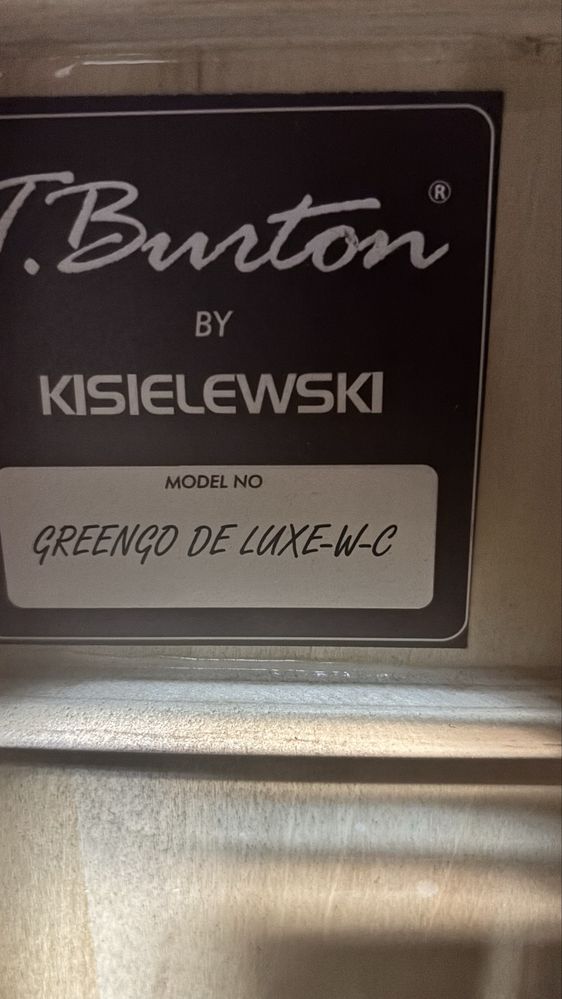 T.Burton®
BY
KISIELEWSKI
MODEL NO
GREENGO DE LUXE-W-C